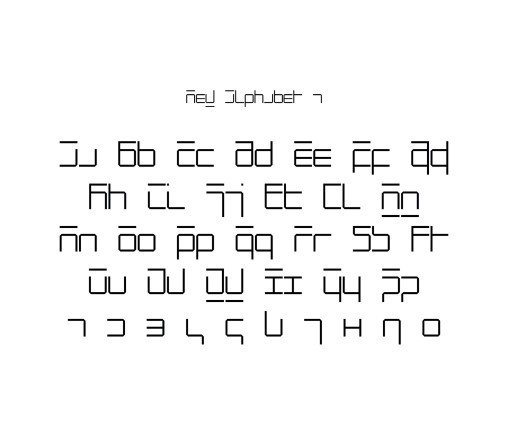 New Alphabet 1
Aa Bb Cc Dd Ee Ff Gg
Hh Ii Jj Kk Ll Mm
Nn Oo Pp Qq Rr Ss Tt
Uu Vv Ww Xx Yy Zz
1 2 3 4 5 6 7 8 9 0